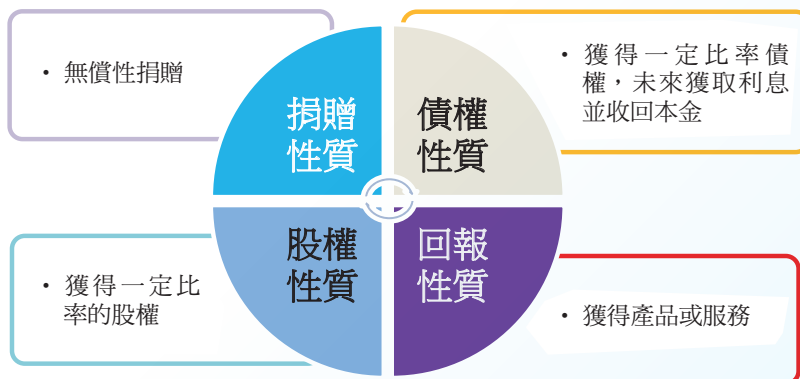 • 無償性捐贈
捐贈
性質
債權
性質
• 獲得一定比率債
權，未來獲取利息
並收回本金
• 獲得一定比
率的股權
股權
性質
回報
性質
• 獲得產品或服務